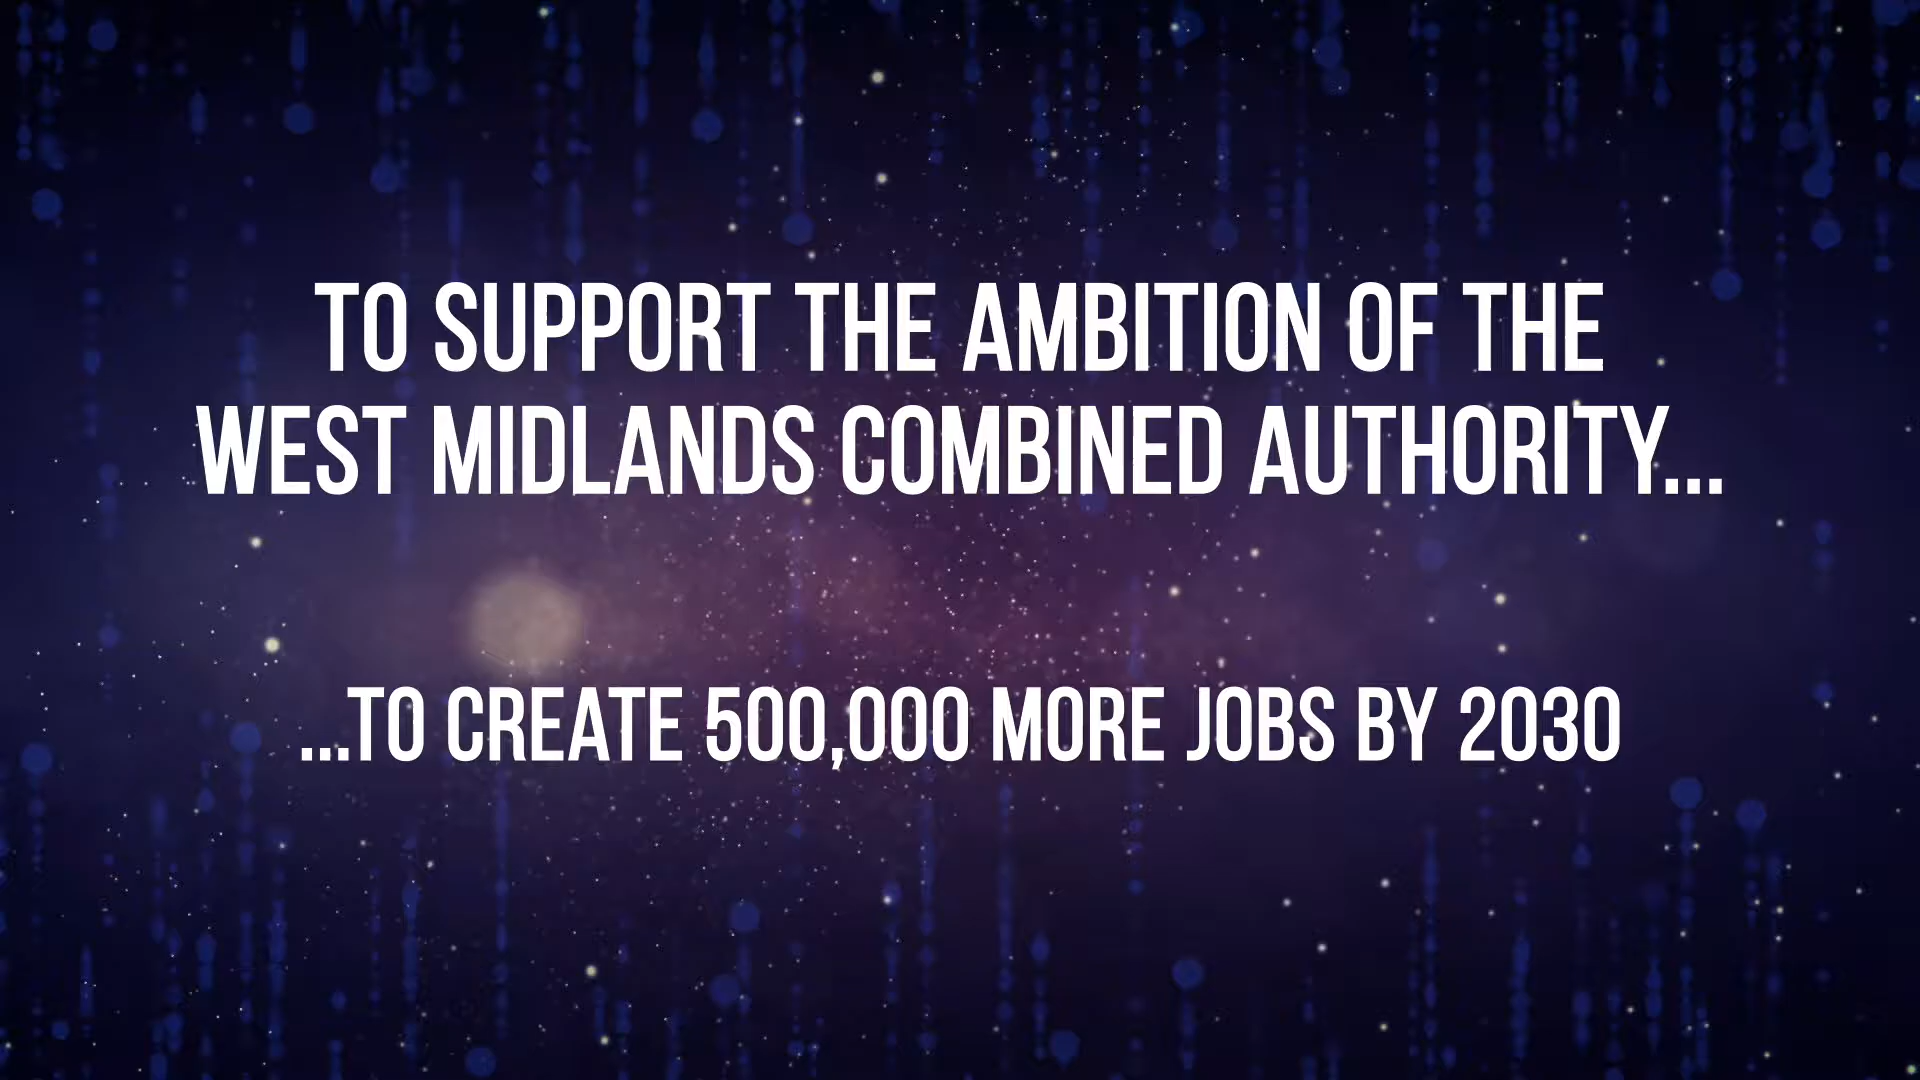 TO SUPPORT THE AMBITION OF THE
WEST MIDLANDS COMBINED AUTHORITY...
...TO CREATE 500,000 MORE JOBS BY 2030